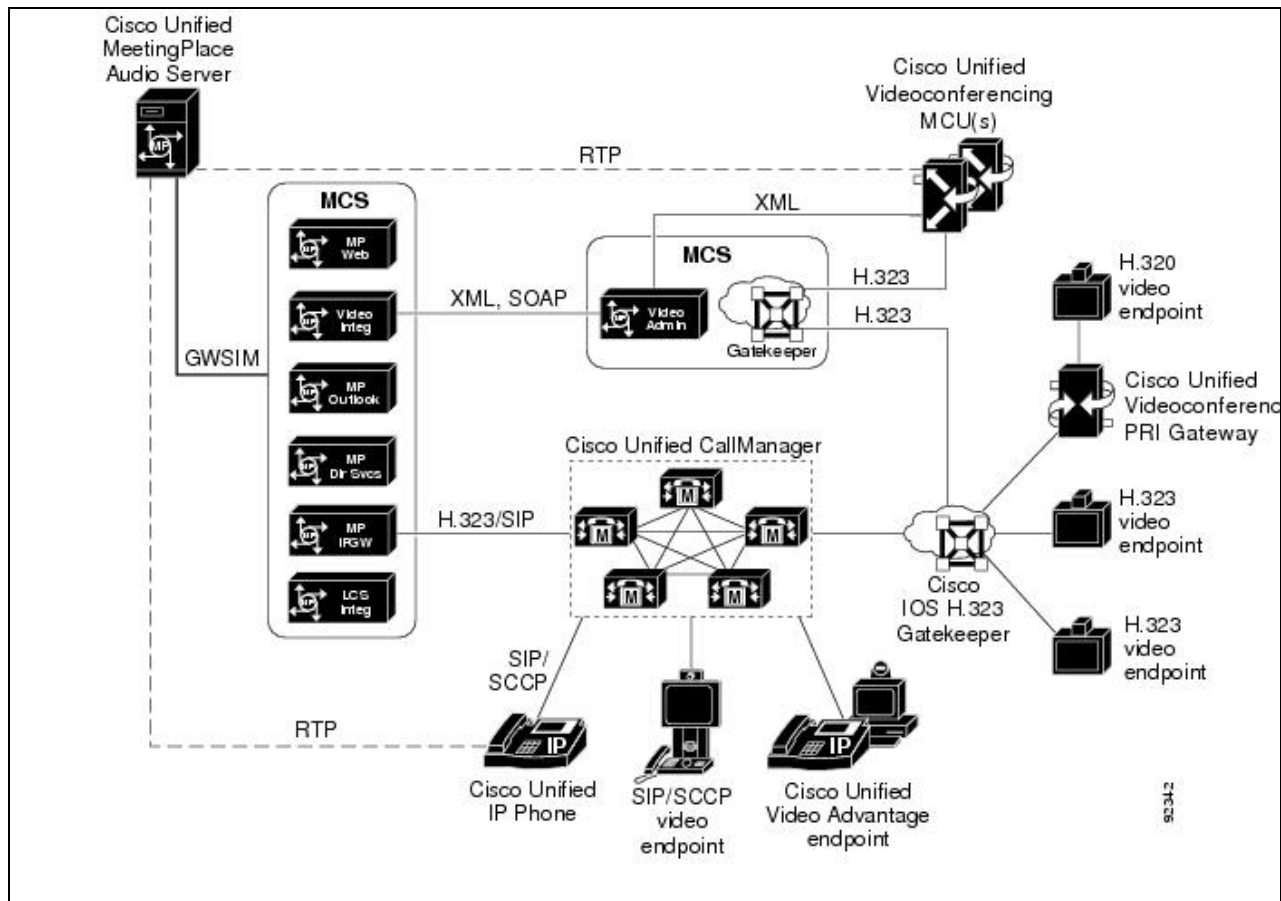 Cisco Unified
MeetingPlace
Audio Server
MP
Cisco Unified
Videoconferencing
MCU(s)
RTP
MCS
MP
Web
Video
Integ
MP
Outlook
MP
Dir Svcs
MP
IPGW
LCS
Integ
GWSIM
XML
MCS
XML, SOAP
Video
Admin
Gatekeeper
H.323
H.323
H.320
video
endpoint
Cisco Unified
Videoconferenc
PRI Gateway
Cisco Unified CallManager
M
M
M
M
M
H.323/SIP
H.323
video
endpoint
Cisco
IOS H.323
Gatekeeper
H.323
video
endpoint
SIP/
SCCP
RTP
IP
IP
Cisco Unified
IP Phone
SIP/SCCP
video
endpoint
Cisco Unified
Video Advantage
endpoint
92342